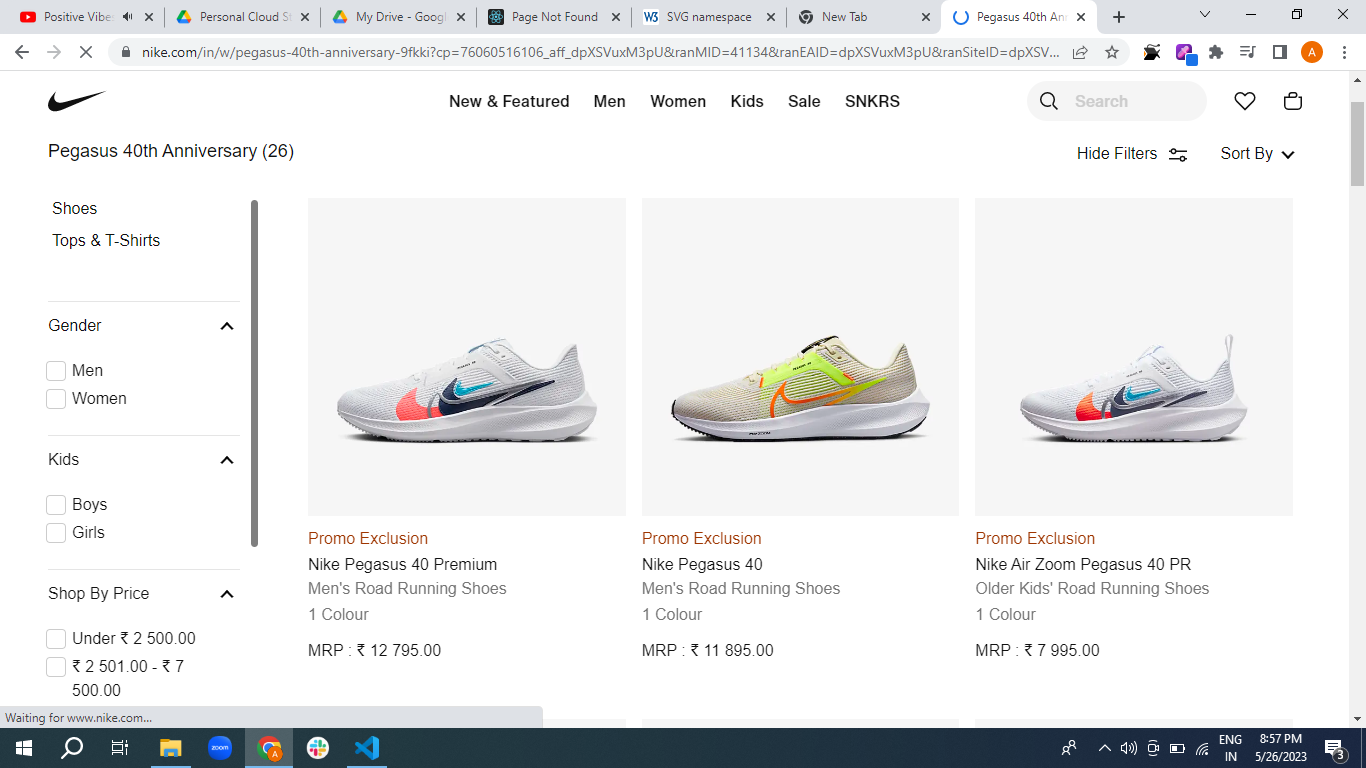 Positive Vibes
Personal Cloud St
My Drive - Googl
Page Not Found
SVG namespace
New Tab
Pegasus 40th An
nike.com/in/w/pegasus-40th-anniversary-9fkki?cp=76060516106_aff_dpXSVuxM3pU&ranMID=41134&ranEAID=dpXSVuxM3pU&ranSiteID=dpXSV...
A
New & Featured
Men
Women
Kids
Sale
SNKRS
Search
Pegasus 40th Anniversary (26)
Hide Filters
Sort By
Shoes
Tops & T-Shirts
Gender
Men
Women
Kids
Boys
Girls
Shop By Price
Under ₹ 2 500.00
₹ 2 501.00 - ₹ 7
500.00
Promo Exclusion
Nike Pegasus 40 Premium
Men's Road Running Shoes
1 Colour
MRP : ₹ 12 795.00
Promo Exclusion
Nike Pegasus 40
Men's Road Running Shoes
1 Colour
MRP : ₹ 11 895.00
Promo Exclusion
Nike Air Zoom Pegasus 40 PR
Older Kids' Road Running Shoes
1 Colour
MRP : ₹ 7 995.00
Waiting for www.nike.com...
zoom
A
ENG
IN
8:57 PM
5/26/2023
3